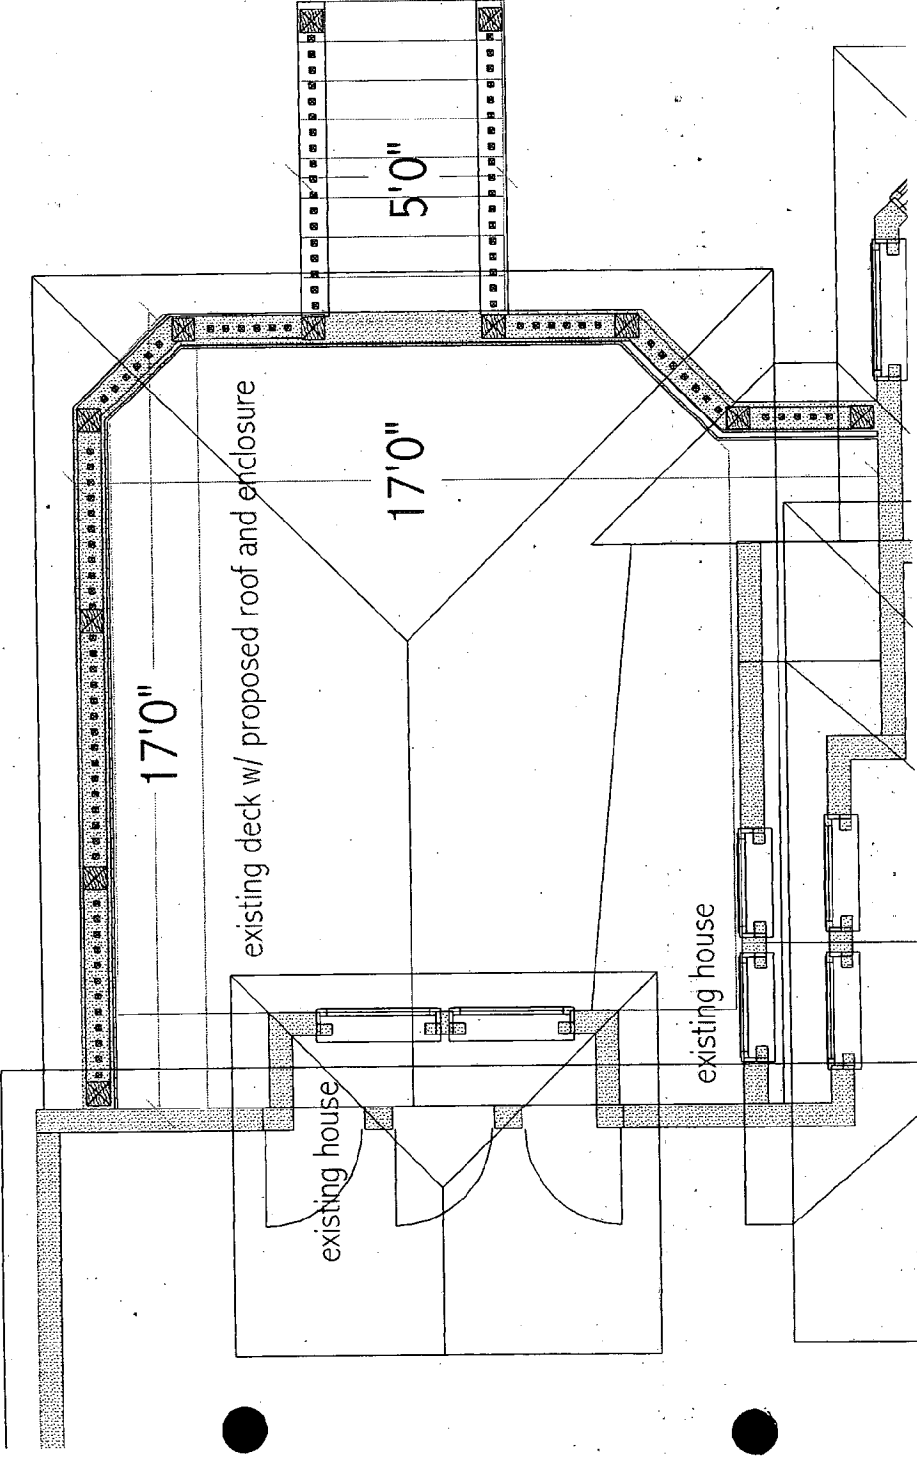 5'0"
17'0"
17'0"
existing deck w/ proposed roof and enclosure
existing house
existing house